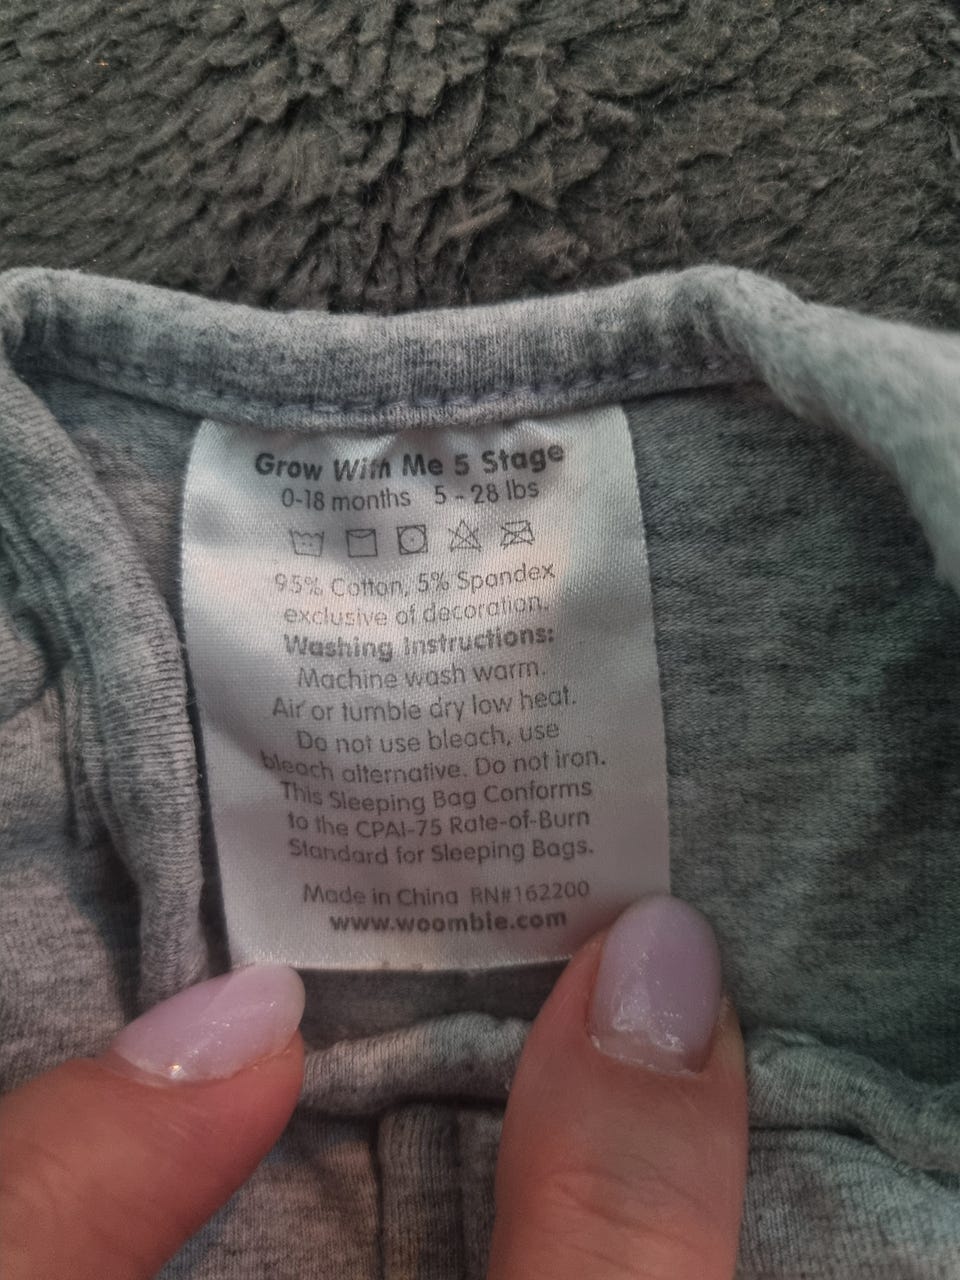 Grow With Me 5 Stage
0-18 months 5 - 28 lbs
95% Cotton, 5% Spandex
exclusive of decoration.
Washing Instructions:
Machine wash warm.
Air or tumble dry low heat.
Do not use bleach, use
bleach alternative. Do not iron.
This Sleeping Bag Conforms
to the CPAI-75 Rate-of-Burn
Standard for Sleeping Bags.
Made in China RN#162200
www.woombie.com